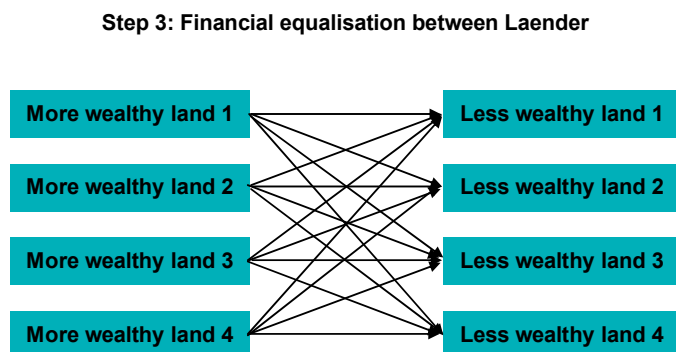 Step 3: Financial equalisation between Laender
More wealthy land 1
Less wealthy land 1
More wealthy land 2
Less wealthy land 2
More wealthy land 3
Less wealthy land 3
More wealthy land 4
Less wealthy land 4